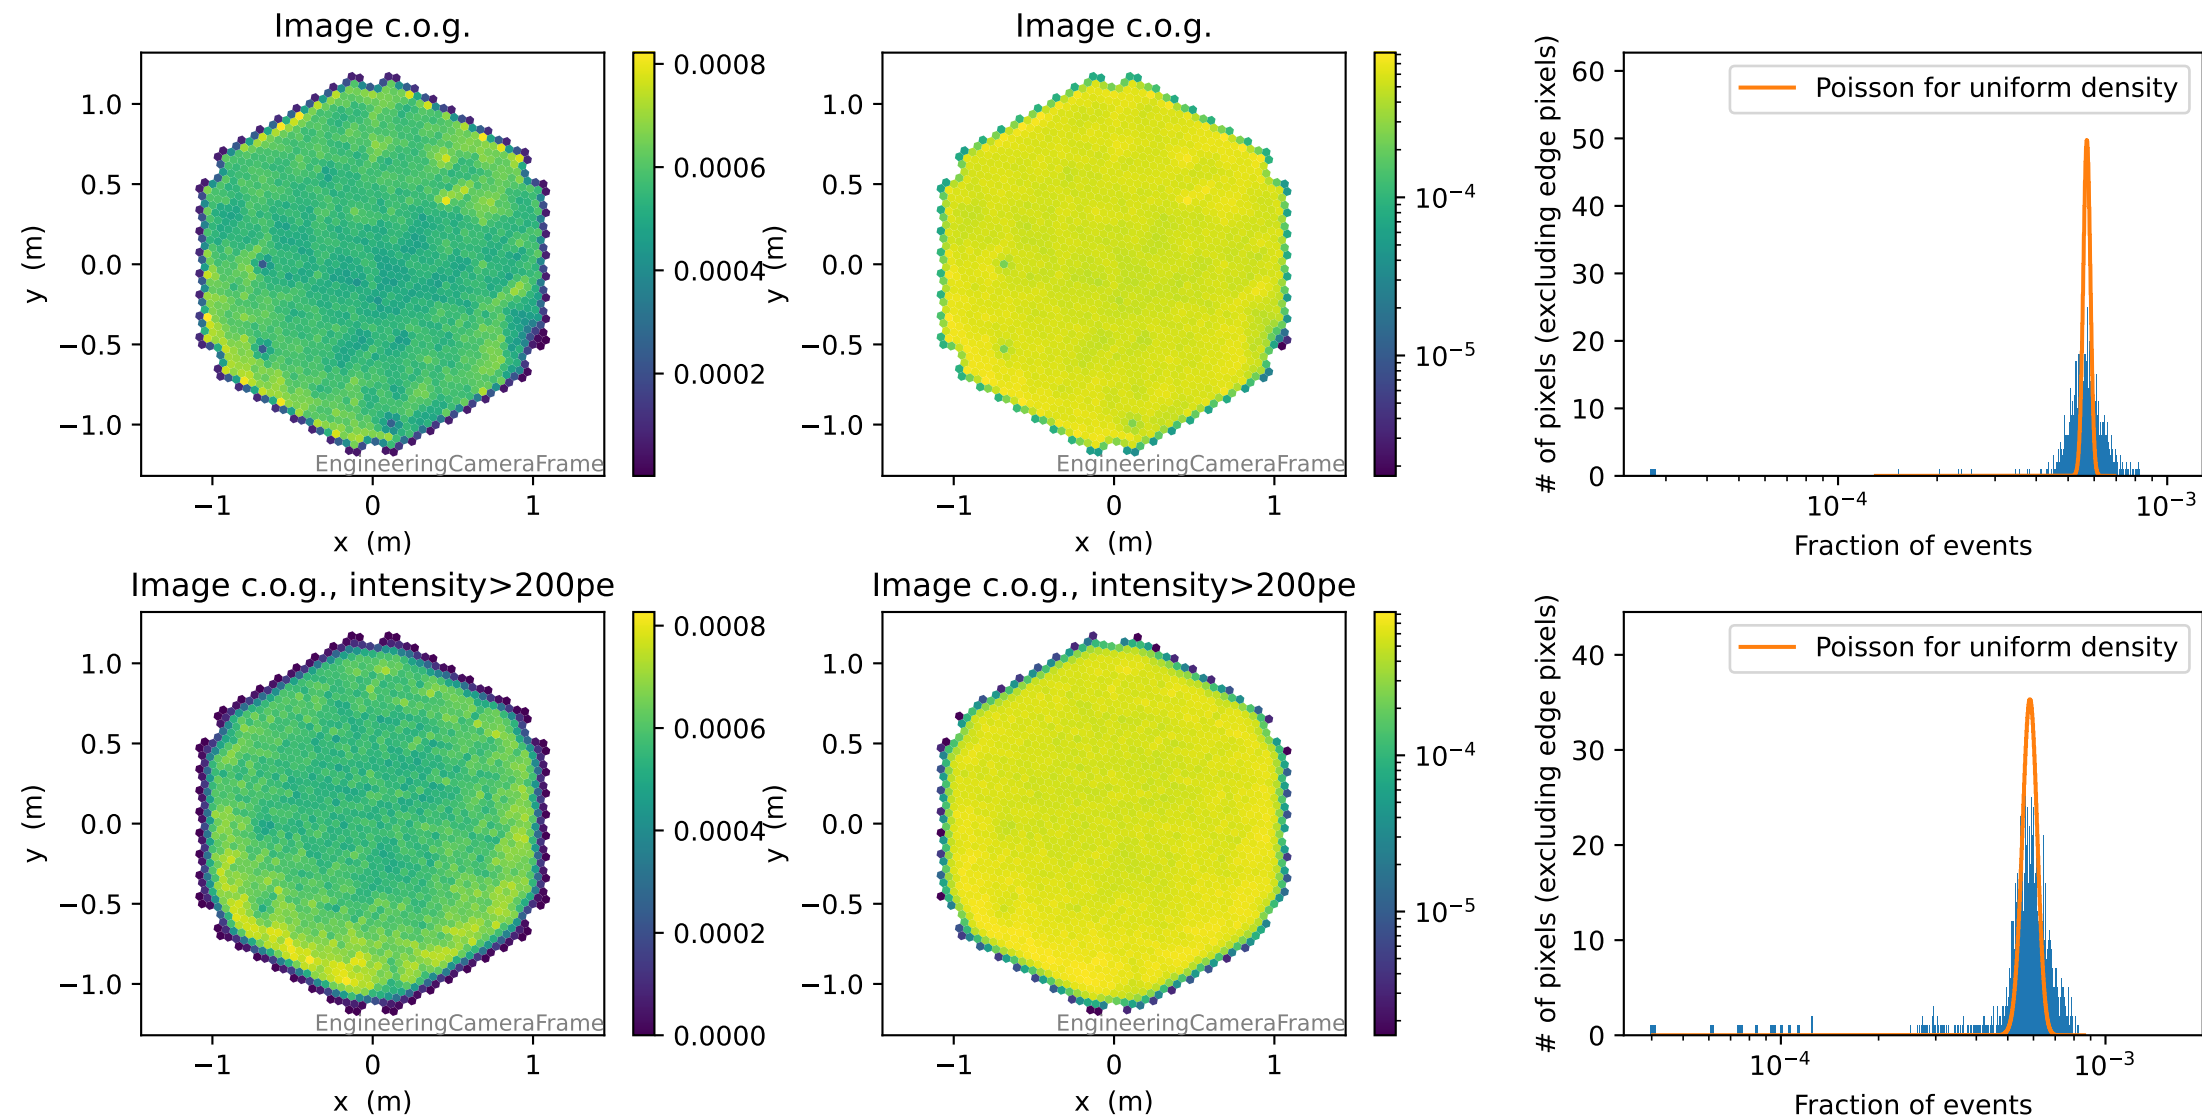 Image c.o.g.
1.0
0.5
0.0
−0.5
−1.0
y (m)
−1
0
1
x (m)
EngineeringCameraFrame
0.0008
0.0006
0.0004
0.0002
Image c.o.g.
1.0
0.5
0.0
−0.5
−1.0
y (m)
−1
0
1
x (m)
EngineeringCameraFrame
10⁻⁴
10⁻⁵
60
50
40
30
20
10
0
# of pixels (excluding edge pixels)
Poisson for uniform density
10⁻⁴
10⁻³
Fraction of events
Image c.o.g., intensity>200pe
1.0
0.5
0.0
−0.5
−1.0
y (m)
−1
0
1
x (m)
EngineeringCameraFrame
0.0008
0.0006
0.0004
0.0002
0.0000
Image c.o.g., intensity>200pe
1.0
0.5
0.0
−0.5
−1.0
y (m)
−1
0
1
x (m)
EngineeringCameraFrame
10⁻⁴
10⁻⁵
40
30
20
10
0
# of pixels (excluding edge pixels)
Poisson for uniform density
10⁻⁴
10⁻³
Fraction of events